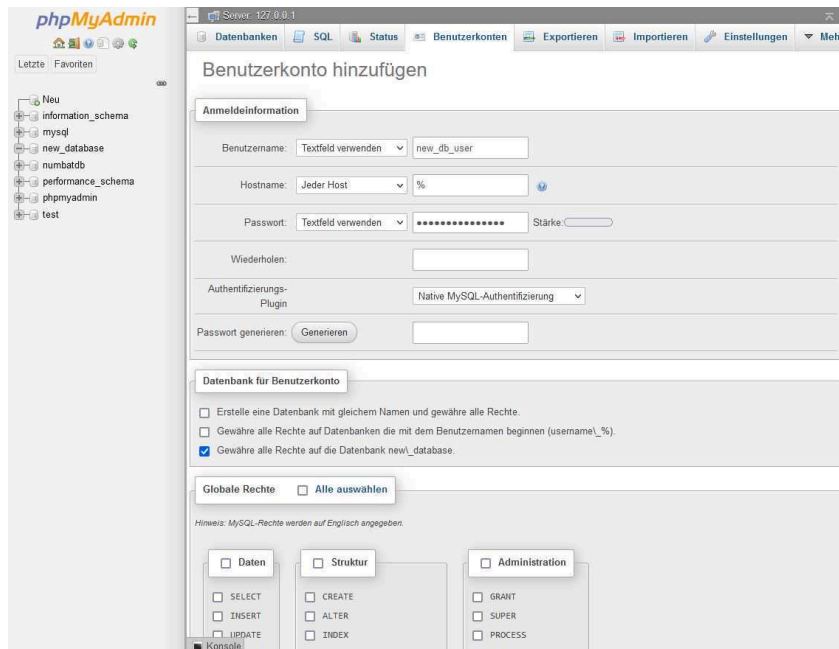 phpMyAdmin
Letzte Favoriten
Neu
information_schema
mysql
new_database
numbatdb
performance_schema
phpmyadmin
test
Server: 127.0.0.1
Datenbanken SQL Status Benutzerkonten Exportieren Importieren Einstellungen Meh
Benutzerkonto hinzufügen
Anmeldeinformation
Benutzername: Textfeld verwenden new_db_user
Hostname: Jeder Host %
Passwort: Textfeld verwenden ••••••••••••••• Stärke:
Wiederholen:
Authentifizierungs-
Plugin
Native MySQL-Authentifizierung
Passwort generieren: Generieren
Datenbank für Benutzerkonto
Erstelle eine Datenbank mit gleichem Namen und gewähre alle Rechte.
Gewähre alle Rechte auf Datenbanken die mit dem Benutzernamen beginnen (username\_%).
Gewähre alle Rechte auf die Datenbank new\_database.
Globale Rechte Alle auswählen
Hinweis: MySQL-Rechte werden auf Englisch angegeben.
Daten Struktur Administration
SELECT CREATE GRANT
INSERT ALTER SUPER
UPDATE INDEX PROCESS
Konsole